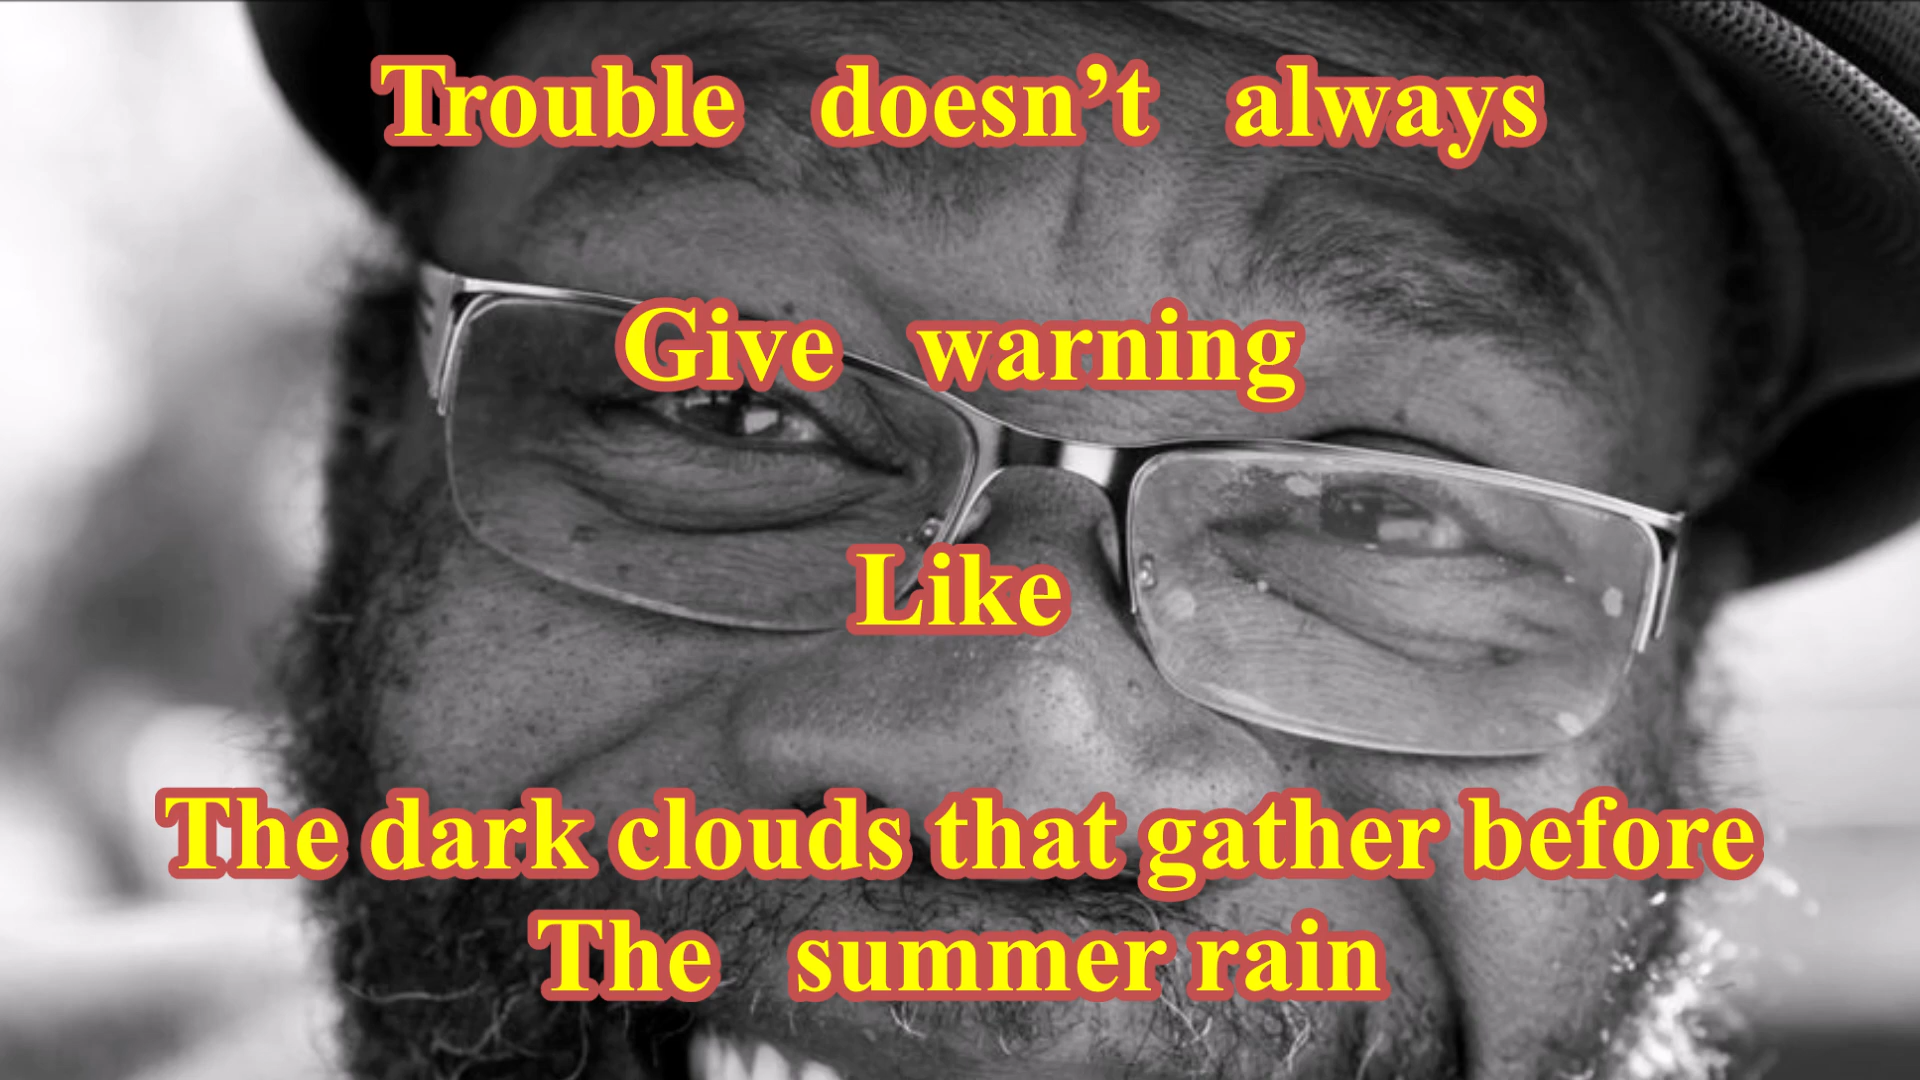 Trouble doesn’t always
Give warning
Like
The dark clouds that gather before
The summer rain